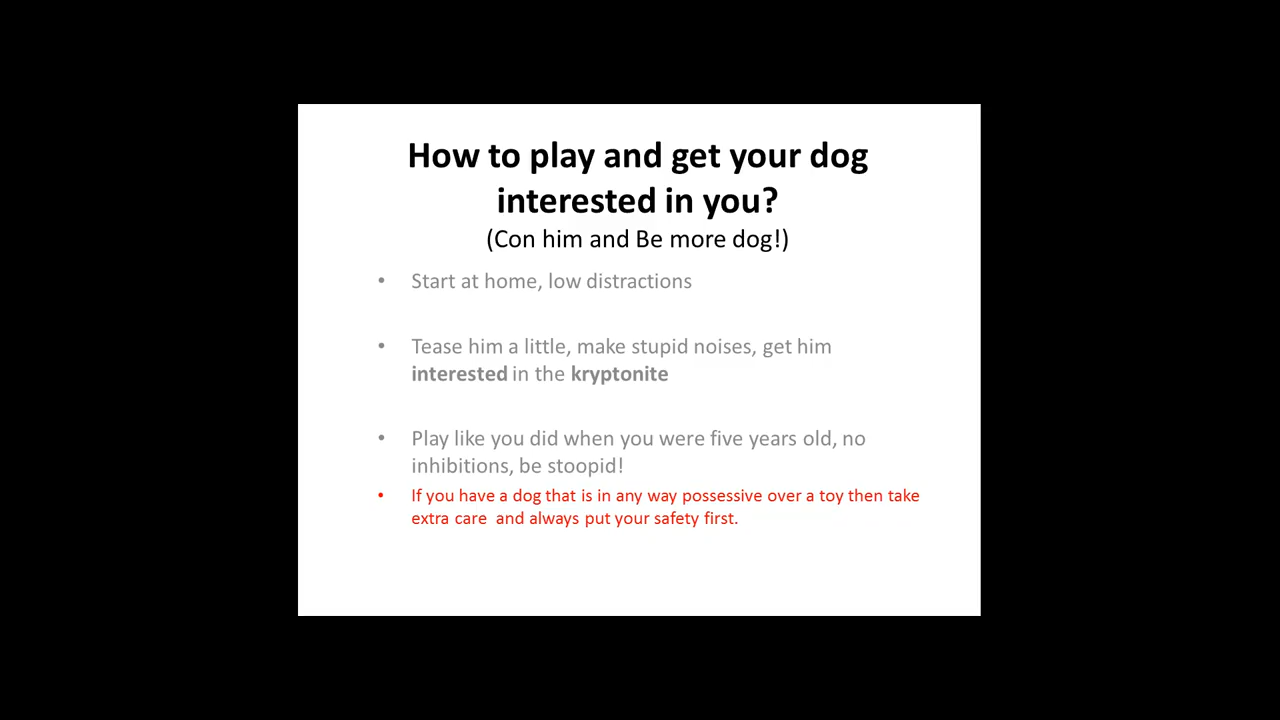 How to play and get your dog
interested in you?
(Con him and Be more dog!)
• Start at home, low distractions
• Tease him a little, make stupid noises, get him
interested in the kryptonite
• Play like you did when you were five years old, no
inhibitions, be stoopid!
• If you have a dog that is in any way possessive over a toy then take
extra care  and always put your safety first.